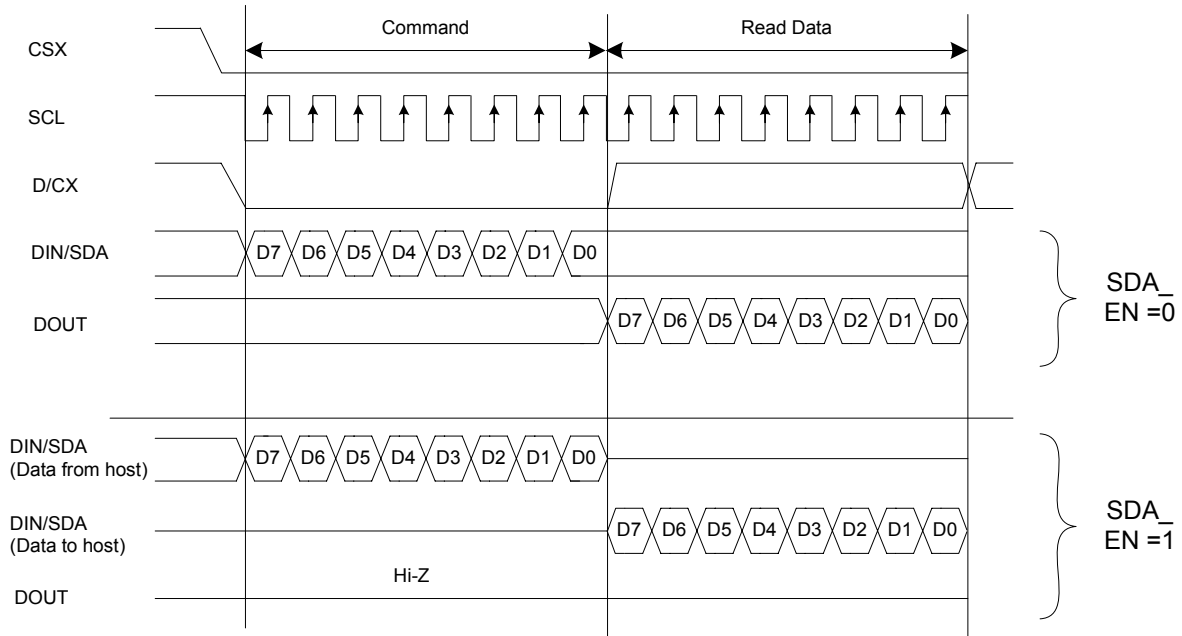 Command
Read Data
CSX
SCL
D/CX
DIN/SDA
D7 D6 D5 D4 D3 D2 D1 D0
DOUT
D7 D6 D5 D4 D3 D2 D1 D0
SDA_
EN =0
DIN/SDA
(Data from host)
D7 D6 D5 D4 D3 D2 D1 D0
DIN/SDA
(Data to host)
D7 D6 D5 D4 D3 D2 D1 D0
SDA_
EN =1
Hi-Z
DOUT